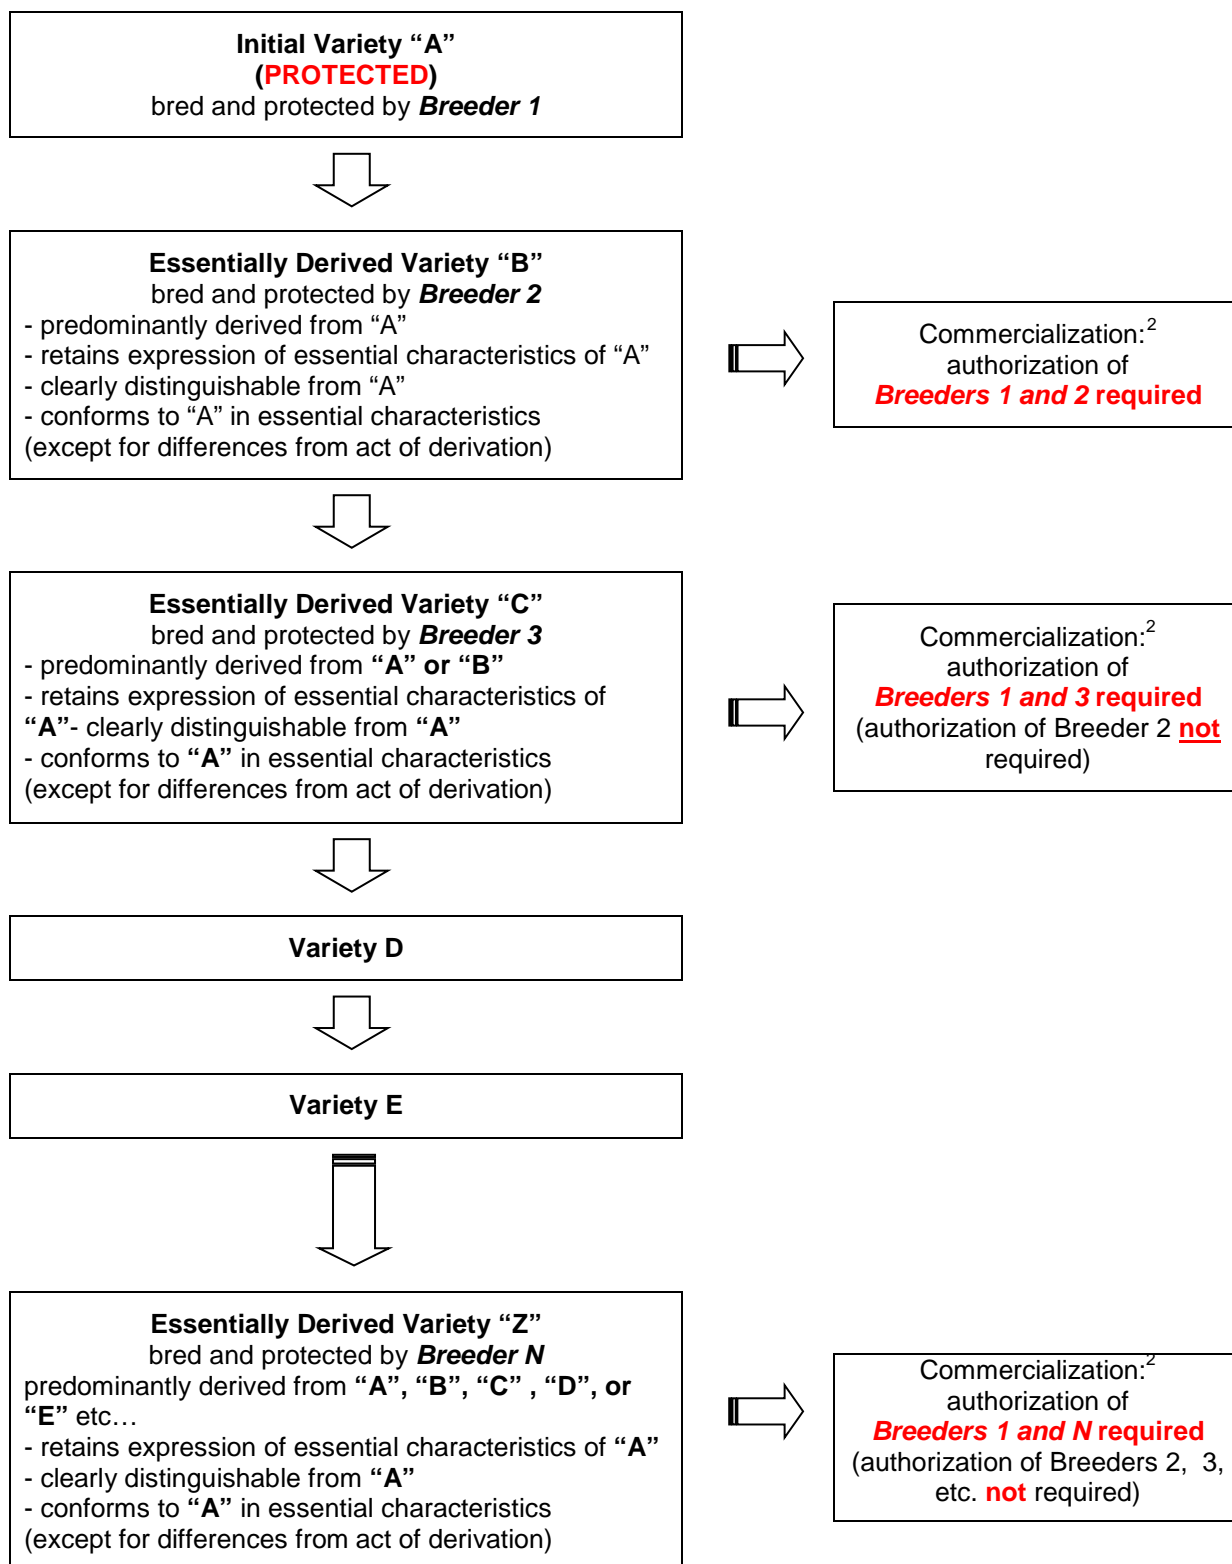 Initial Variety “A”
(PROTECTED)
bred and protected by Breeder 1
Essentially Derived Variety “B”
bred and protected by Breeder 2
- predominantly derived from “A”
- retains expression of essential characteristics of “A”
- clearly distinguishable from “A”
- conforms to “A” in essential characteristics
(except for differences from act of derivation)
Commercialization:2
authorization of
Breeders 1 and 2 required
Essentially Derived Variety “C”
bred and protected by Breeder 3
- predominantly derived from “A” or “B”
- retains expression of essential characteristics of
“A”- clearly distinguishable from “A”
- conforms to “A” in essential characteristics
(except for differences from act of derivation)
Commercialization:2
authorization of
Breeders 1 and 3 required
(authorization of Breeder 2 not
required)
Variety D
Variety E
Essentially Derived Variety “Z”
bred and protected by Breeder N
predominantly derived from “A”, “B”, “C” , “D”, or
“E” etc…
- retains expression of essential characteristics of “A”
- clearly distinguishable from “A”
- conforms to “A” in essential characteristics
(except for differences from act of derivation)
Commercialization:2
authorization of
Breeders 1 and N required
(authorization of Breeders 2, 3,
etc. not required)